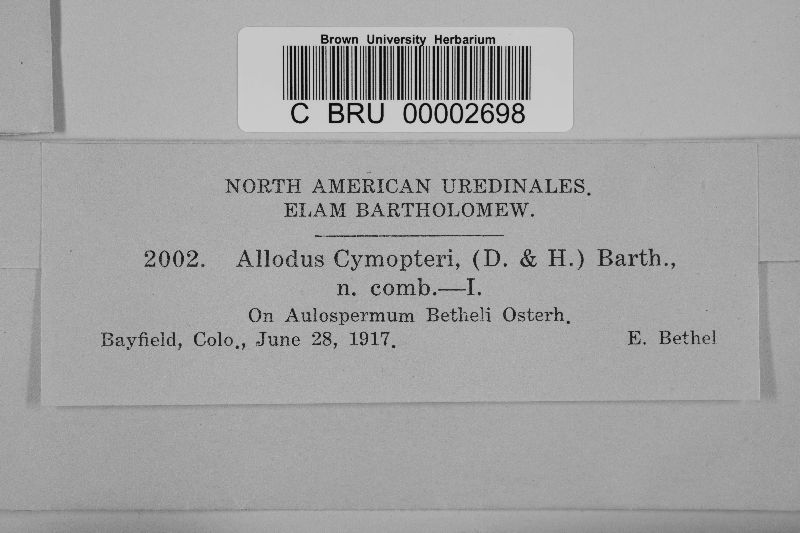 Brown University Herbarium
C BRU 00002698
NORTH AMERICAN UREDINALES.
ELAM BARTHOLOMEW.
2002. Allodus Cymopteri, (D. & H.) Barth.,
n. comb.—I.
On Aulospermum Betheli Osterh.
Bayfield, Colo., June 28, 1917. E. Bethel